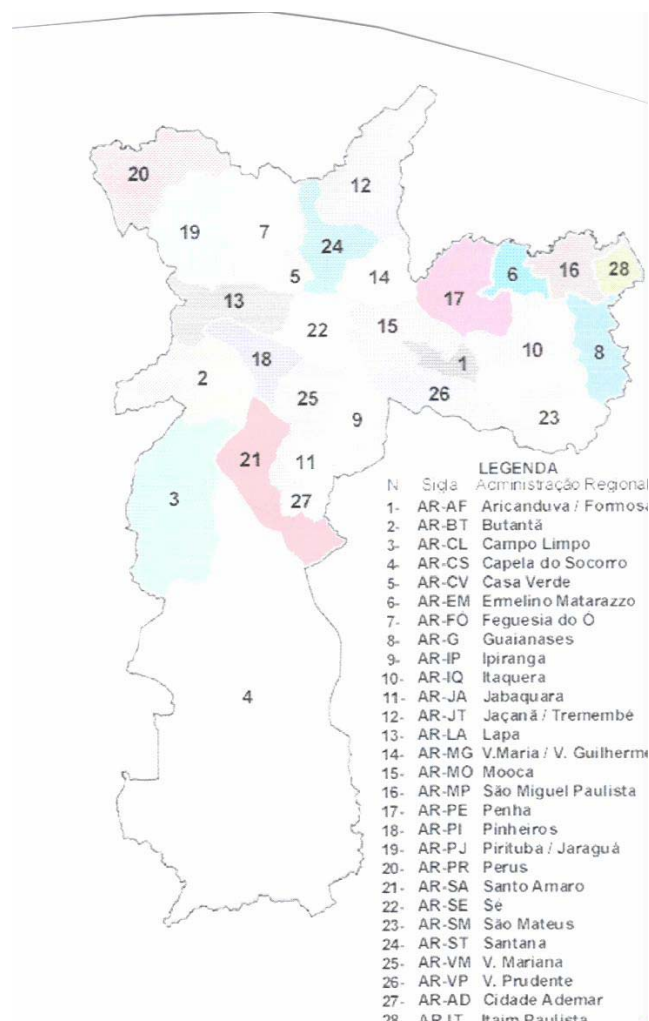 20
12
19
7
24
5
14
6
16
28
17
13
15
22
10
8
18
1
2
26
25
9
23
21
11
3
27
4
LEGENDA
N Sigla Administração Regional
1- AR-AF Aricanduva / Formosa
2- AR-BT Butantã
3- AR-CL Campo Limpo
4- AR-CS Capela do Socorro
5- AR-CV Casa Verde
6- AR-EM Ermelino Matarazzo
7- AR-FÓ Feguesia do Ó
8- AR-G Guaianases
9- AR-IP Ipiranga
10- AR-IQ Itaquera
11- AR-JA Jabaquara
12- AR-JT Jaçanã / Tremembé
13- AR-LA Lapa
14- AR-MG V.Maria / V. Guilherme
15- AR-MO Mooca
16- AR-MP São Miguel Paulista
17- AR-PE Penha
18- AR-PI Pinheiros
19- AR-PJ Pirituba / Jaraguá
20- AR-PR Perus
21- AR-SA Santo Amaro
22- AR-SE Sé
23- AR-SM São Mateus
24- AR-ST Santana
25- AR-VM V. Mariana
26- AR-VP V. Prudente
27- AR-AD Cidade Ademar
28- AR-IT Itaim Paulista